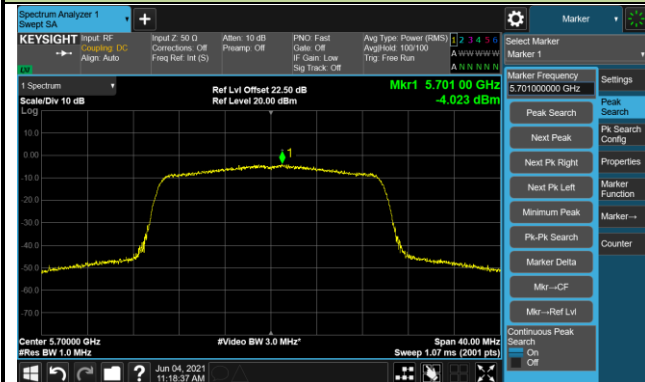 Spectrum Analyzer 1
Swept SA
+
Marker
KEYSIGHT
Input: RF
Coupling: DC
Align: Auto
Input Z: 50 Ω
Corrections: Off
Freq Ref: Int (S)
Atten: 10 dB
Preamp: Off
PNO: Fast
Gate: Off
IF Gain: Low
Sig Track: Off
Avg Type: Power (RMS)
Avg|Hold: 100/100
Trig: Free Run
1 2 3 4 5 6
A W W W W W
A N N N N N
Select Marker
Marker 1
1 Spectrum
Scale/Div 10 dB
Log
Ref Lvl Offset 22.50 dB
Ref Level 20.00 dBm
Mkr1 5.701 00 GHz
-4.023 dBm
10.0
0.00
-10.0
-20.0
-30.0
-40.0
-50.0
-60.0
-70.0
1
Center 5.70000 GHz
#Res BW 1.0 MHz
#Video BW 3.0 MHz*
Span 40.00 MHz
Sweep 1.07 ms (2001 pts)
Marker Frequency
5.701000000 GHz
Peak Search
Next Peak
Next Pk Right
Next Pk Left
Minimum Peak
Pk-Pk Search
Marker Delta
Mkr→CF
Mkr→Ref Lvl
Continuous Peak
Search
On
Off
Settings
Peak
Search
Pk Search
Config
Properties
Marker
Function
Marker→
Counter
?
Jun 04, 2021
11:18:37 AM